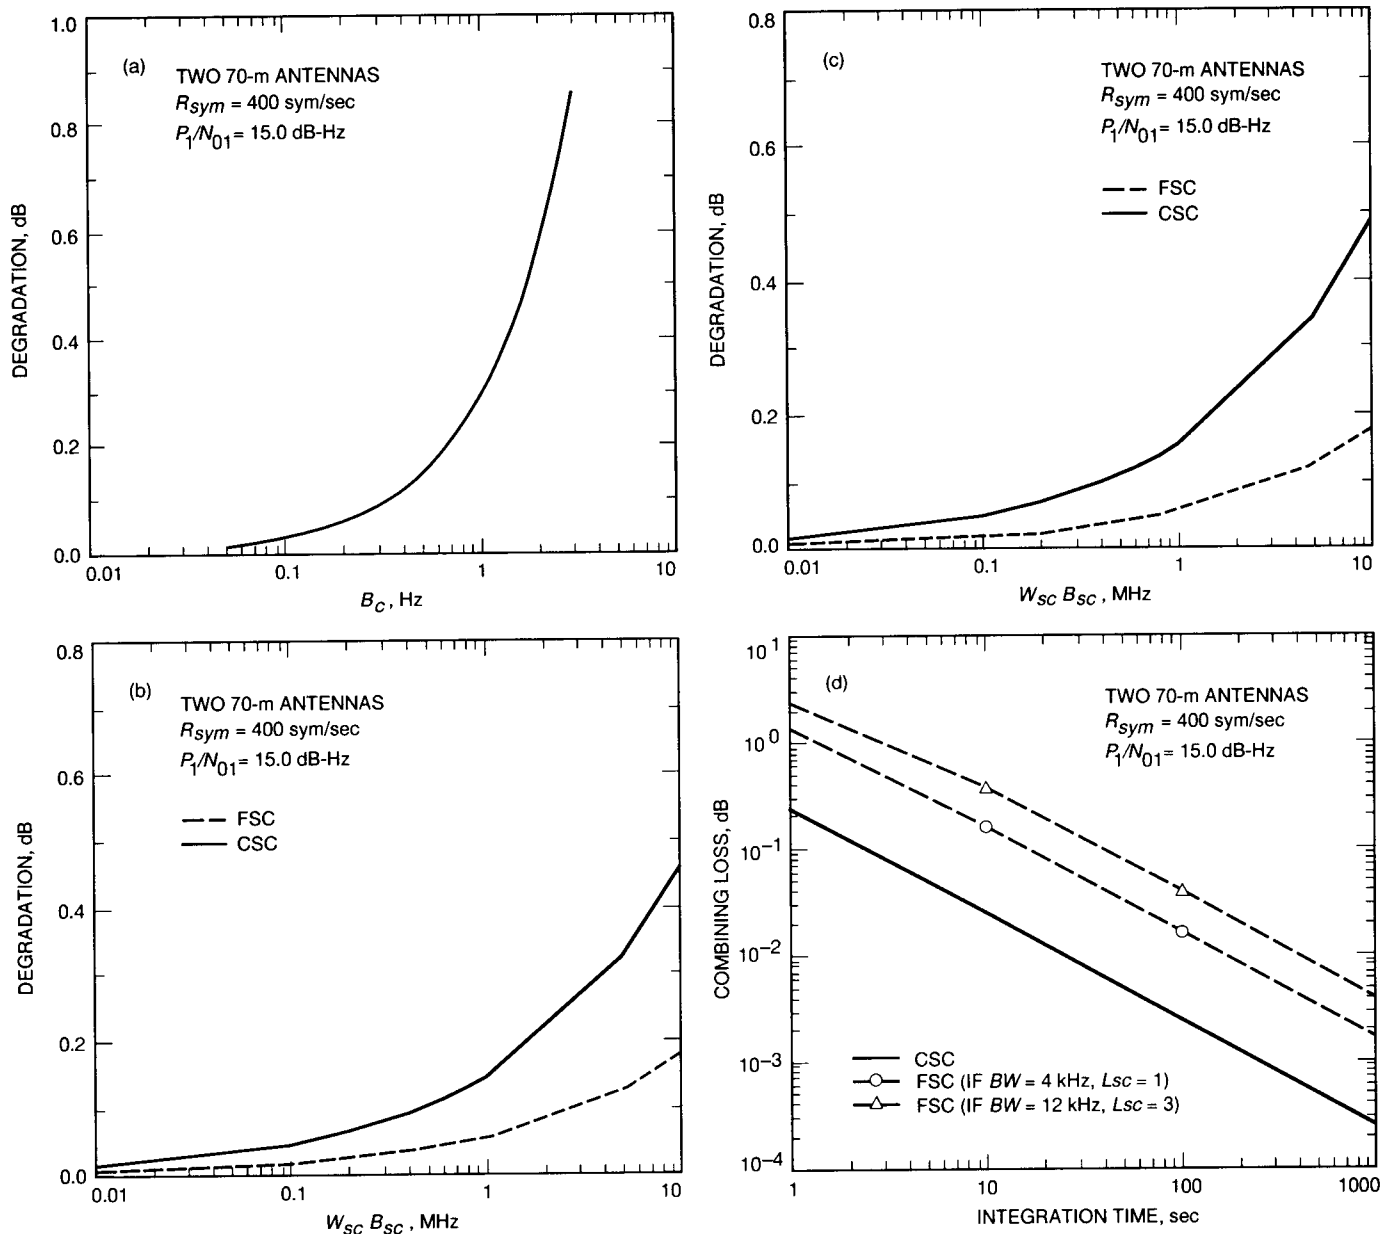 (a)
TWO 70-m ANTENNAS
Rsym = 400 sym/sec
P1/N01 = 15.0 dB-Hz
DEGRADATION, dB
1.0
0.8
0.6
0.4
0.2
0.0
0.01
0.1
1
10
Bc, Hz
(c)
TWO 70-m ANTENNAS
Rsym = 400 sym/sec
P1/N01 = 15.0 dB-Hz
FSC
CSC
DEGRADATION, dB
0.8
0.6
0.4
0.2
0.0
0.01
0.1
1
10
Wsc Bsc, MHz
(b)
TWO 70-m ANTENNAS
Rsym = 400 sym/sec
P1/N01 = 15.0 dB-Hz
FSC
CSC
DEGRADATION, dB
0.8
0.6
0.4
0.2
0.0
0.01
0.1
1
10
Wsc Bsc, MHz
(d)
TWO 70-m ANTENNAS
Rsym = 400 sym/sec
P1/N01 = 15.0 dB-Hz
COMBINING LOSS, dB
10^1
10^0
10^-1
10^-2
10^-3
10^-4
CSC
FSC (IF BW = 4 kHz, Lsc = 1)
FSC (IF BW = 12 kHz, Lsc = 3)
1
10
100
1000
INTEGRATION TIME, sec